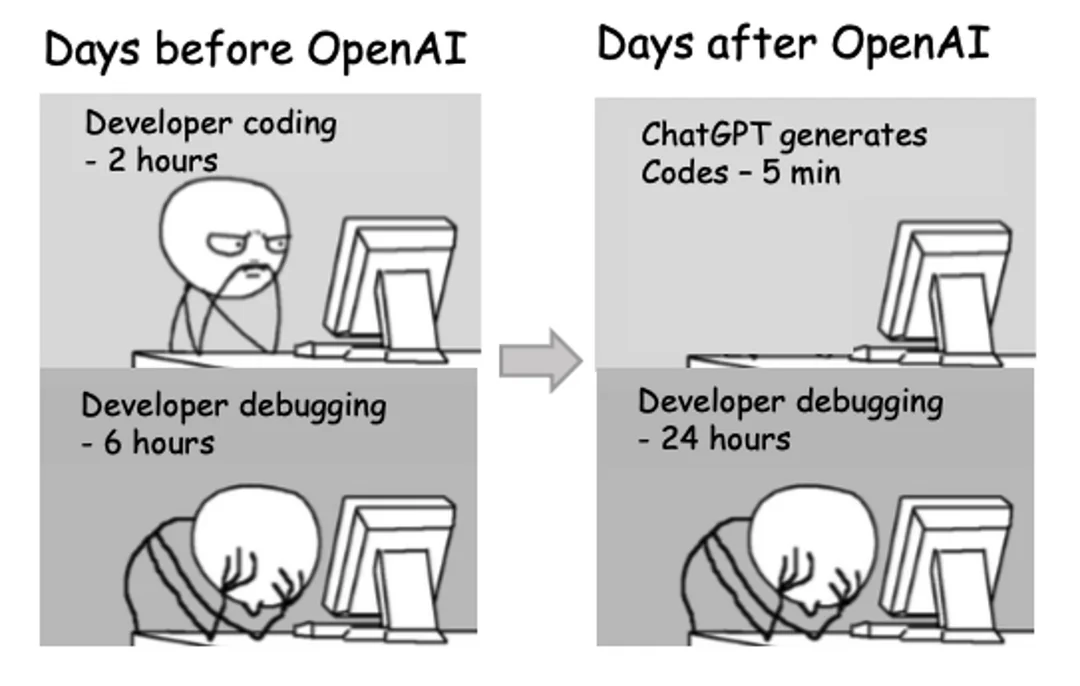 Days before OpenAI
Days after OpenAI
Developer coding
- 2 hours
ChatGPT generates
Codes – 5 min
Developer debugging
- 6 hours
Developer debugging
- 24 hours